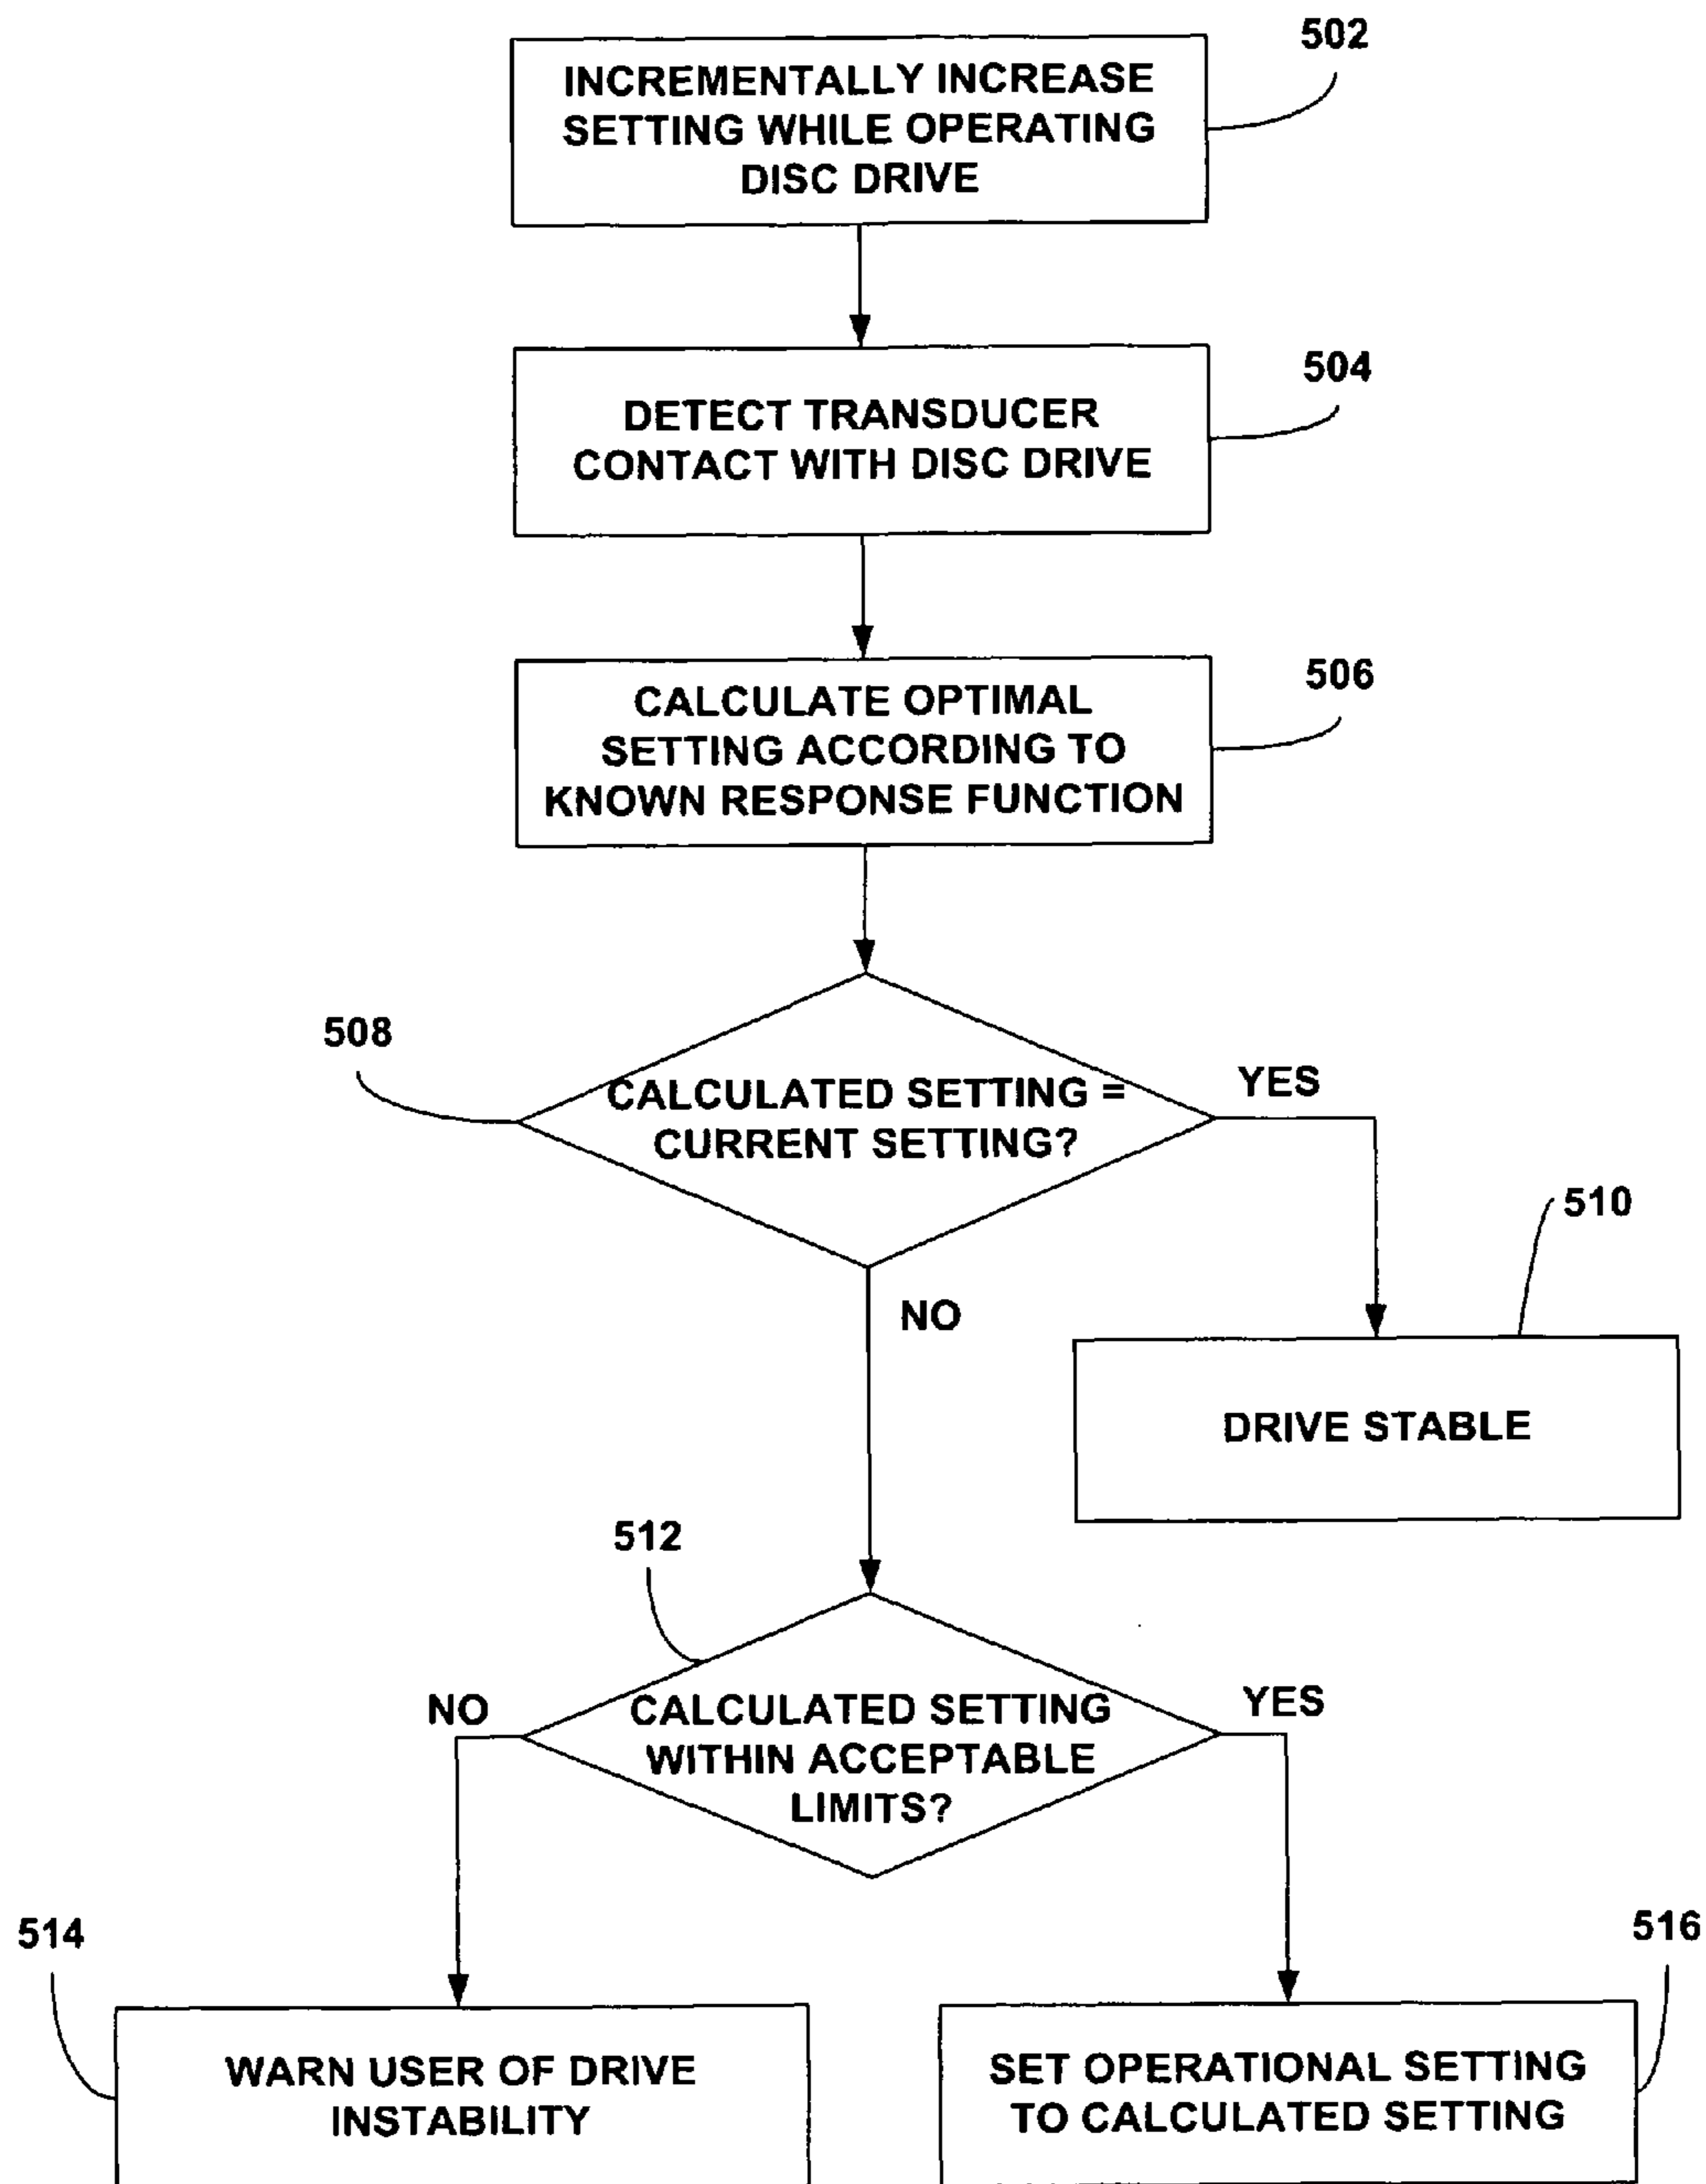 502
INCREMENTALLY INCREASE
SETTING WHILE OPERATING
DISC DRIVE
504
DETECT TRANSDUCER
CONTACT WITH DISC DRIVE
506
CALCULATE OPTIMAL
SETTING ACCORDING TO
KNOWN RESPONSE FUNCTION
508
CALCULATED SETTING =
CURRENT SETTING?
YES
510
NO
DRIVE STABLE
512
NO
CALCULATED SETTING
WITHIN ACCEPTABLE
LIMITS?
YES
514
516
WARN USER OF DRIVE
INSTABILITY
SET OPERATIONAL SETTING
TO CALCULATED SETTING